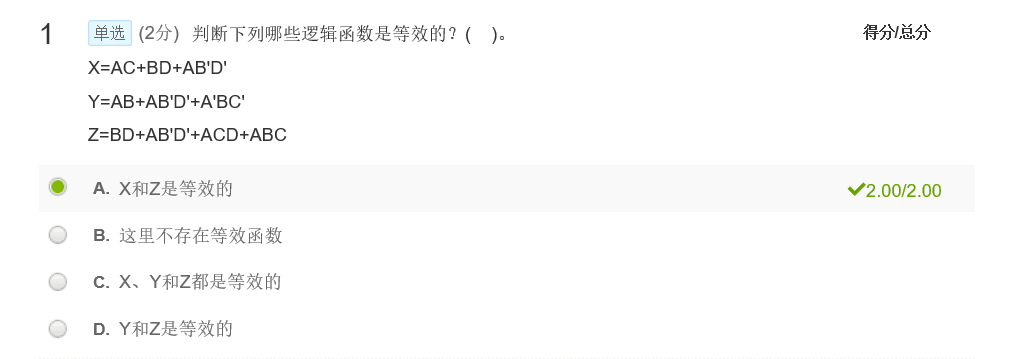 1 单选 (2分) 判断下列哪些逻辑函数是等效的？( )。 得分/总分
X=AC+BD+AB'D'
Y=AB+AB'D'+A'BC'
Z=BD+AB'D'+ACD+ABC
A. X和Z是等效的 2.00/2.00
B. 这里不存在等效函数
C. X、Y和Z都是等效的
D. Y和Z是等效的